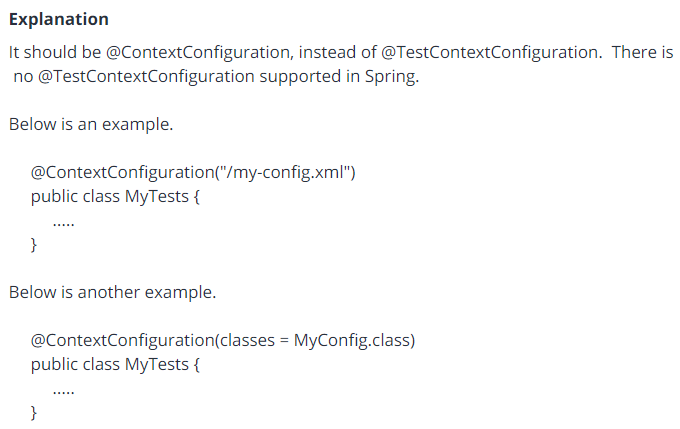 Explanation
It should be @ContextConfiguration, instead of @TestContextConfiguration.  There is
no @TestContextConfiguration supported in Spring.
Below is an example.
@ContextConfiguration("/my-config.xml")
public class MyTests {
.....
}
Below is another example.
@ContextConfiguration(classes = MyConfig.class)
public class MyTests {
.....
}